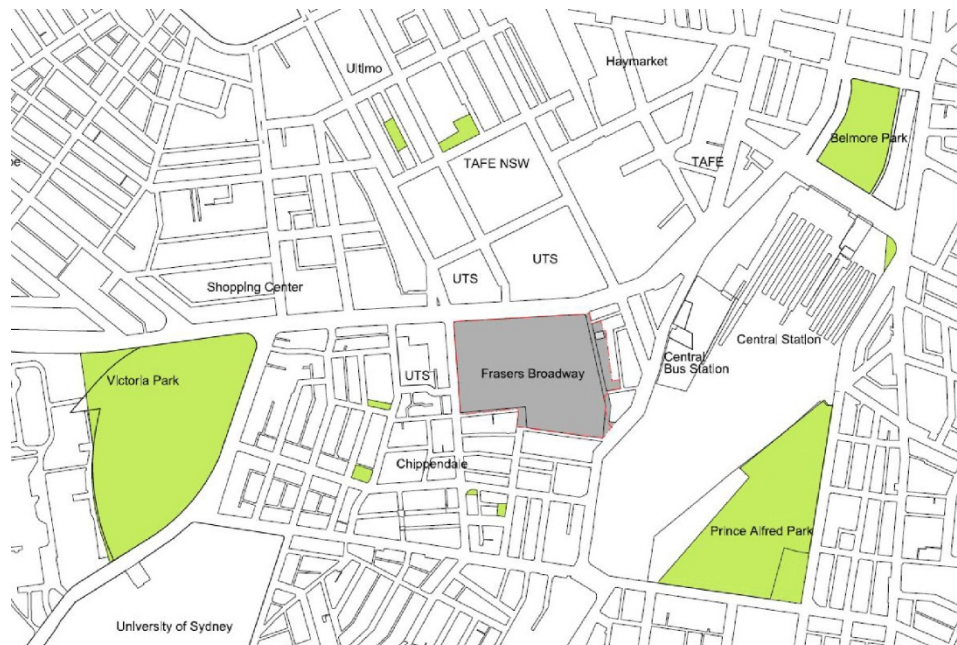 Haymarket
Ultimo
Belmore Park
TAFE NSW
TAFE
UTS
UTS
Shopping Center
Central Station
Central
Bus Station
Frasers Broadway
Victoria Park
UTS
Chippendale
Prince Alfred Park
University of Sydney